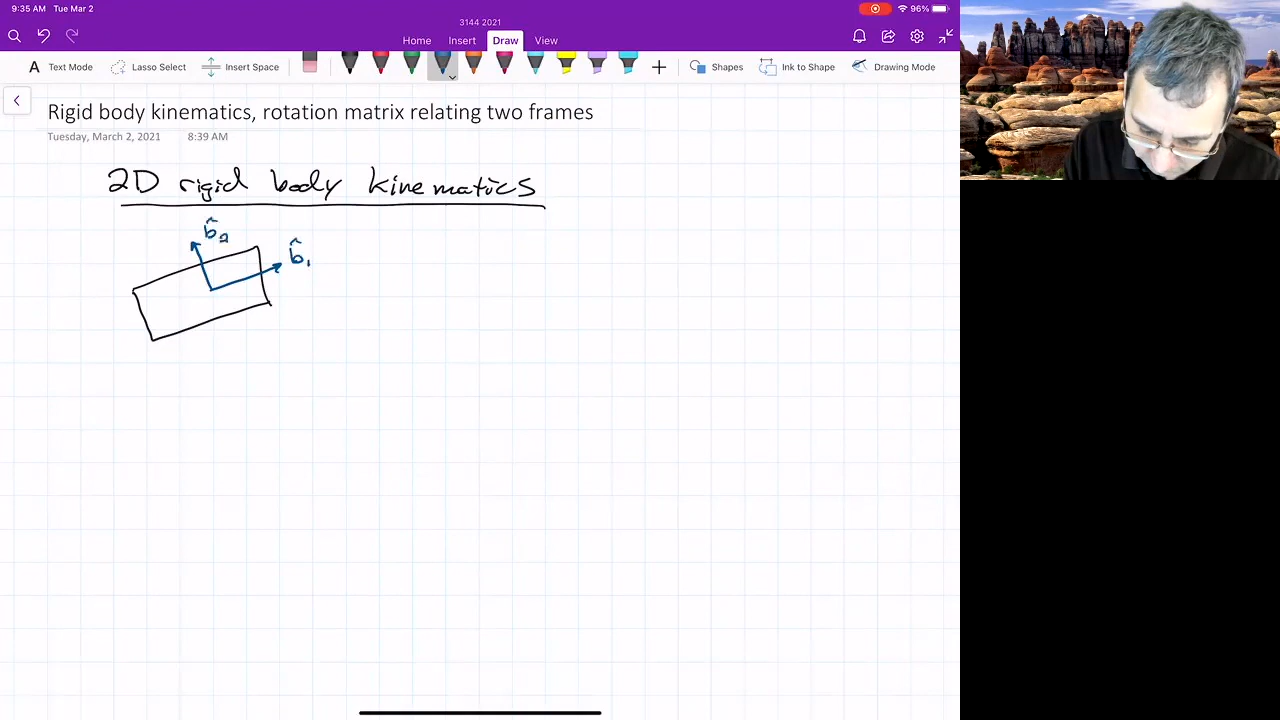 9:35 AM Tue Mar 2
96%
3144 2021
Home Insert Draw View
A Text Mode Lasso Select Insert Space Shapes Ink to Shape Drawing Mode
Rigid body kinematics, rotation matrix relating two frames
Tuesday, March 2, 2021 8:39 AM
2D rigid body kinematics
b̂₂
b̂₁